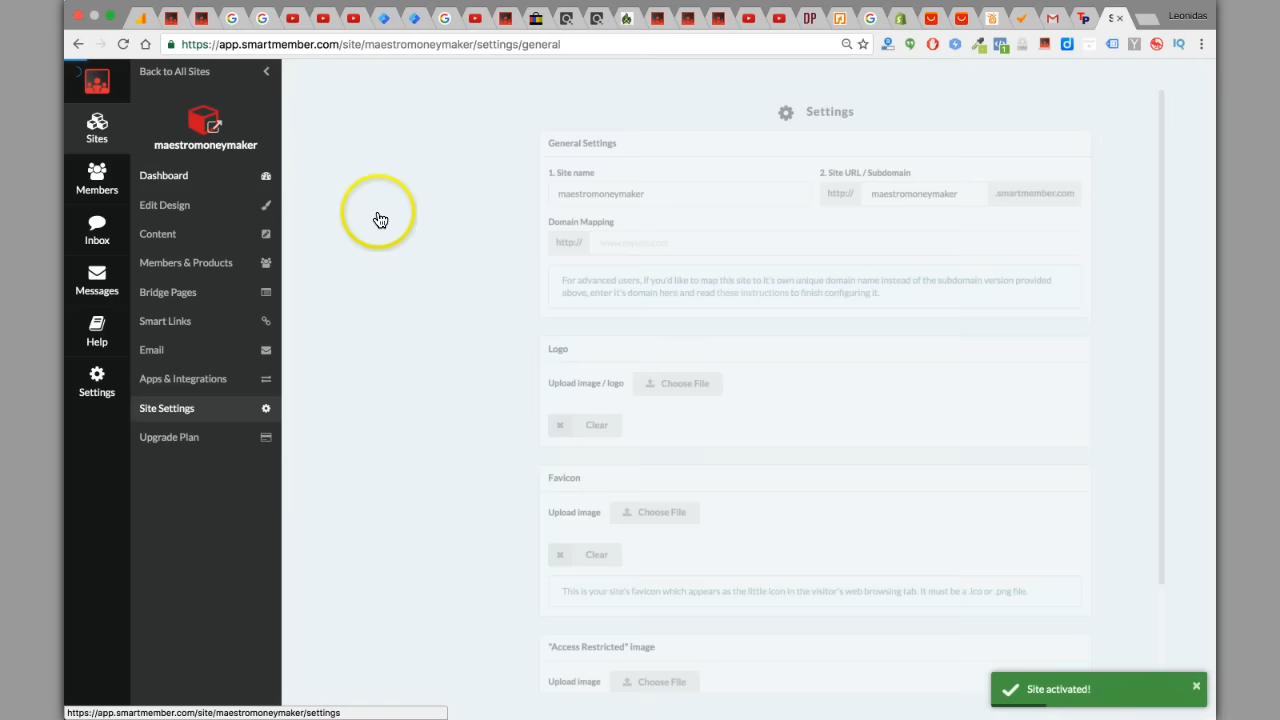 Leonidas
https://app.smartmember.com/site/maestromoneymaker/settings/general
Back to All Sites
maestromoneymaker
Sites
Members
Inbox
Messages
Help
Settings
Dashboard
Edit Design
Content
Members & Products
Bridge Pages
Smart Links
Email
Apps & Integrations
Site Settings
Upgrade Plan
Settings
General Settings
1. Site name
2. Site URL / Subdomain
maestromoneymaker
http://
maestromoneymaker
.smartmember.com
Domain Mapping
http://
For advanced users, if you'd like to map this site to it's own unique domain name instead of the subdomain version provided
above, enter it's domain here and read these instructions to finish configuring it.
Logo
Upload image / logo
Choose File
Clear
Favicon
Upload image
Choose File
Clear
This is your site's favicon which appears as the little icon in the visitor's web browsing tab. It must be a .ico or .png file.
"Access Restricted" image
Upload image
Choose File
Site activated!
https://app.smartmember.com/site/maestromoneymaker/settings